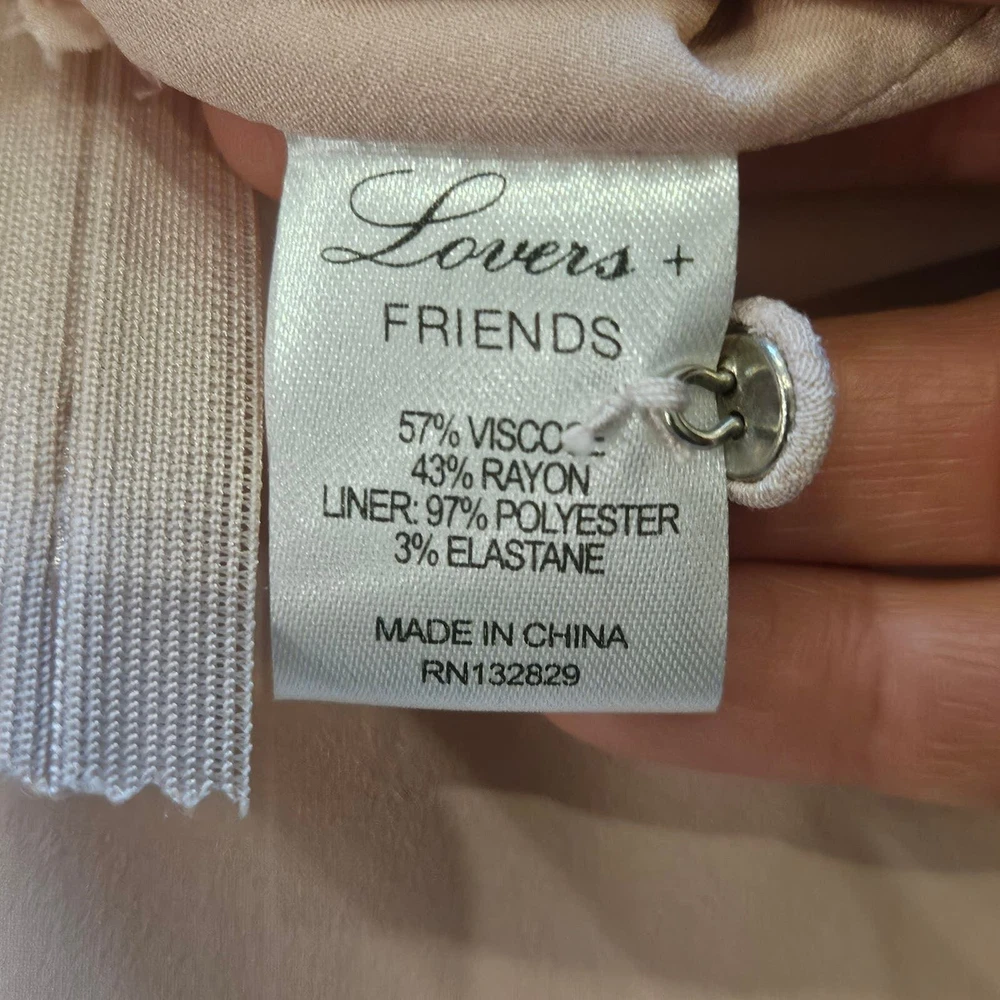 Lovers +
FRIENDS
57% VISCOSE
43% RAYON
LINER: 97% POLYESTER
3% ELASTANE
MADE IN CHINA
RN132829